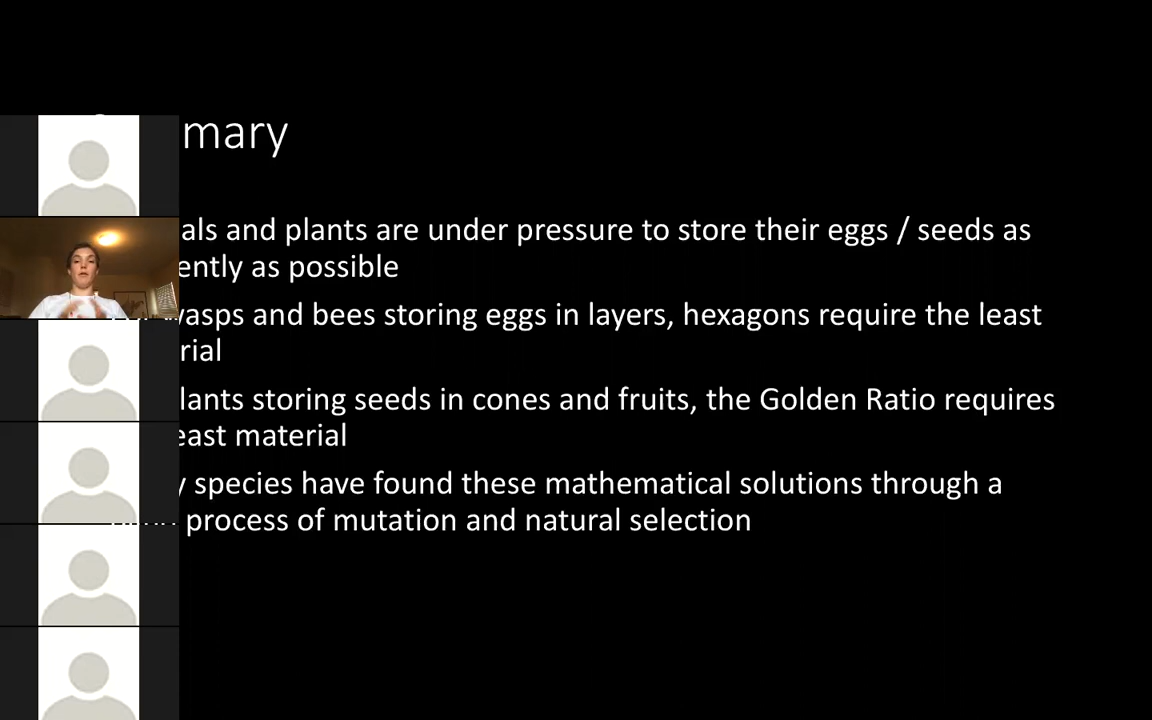 mary
als and plants are under pressure to store their eggs / seeds as
ently as possible
wasps and bees storing eggs in layers, hexagons require the least
rial
lants storing seeds in cones and fruits, the Golden Ratio requires
east material
y species have found these mathematical solutions through a
process of mutation and natural selection